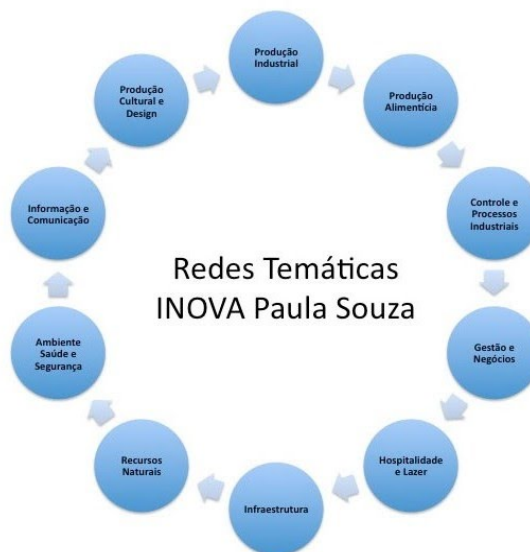 Produção
Industrial
Produção
Alimentícia
Controle e
Processos
Industriais
Gestão e
Negócios
Hospitalidade
e Lazer
Infraestrutura
Recursos
Naturais
Ambiente
Saúde e
Segurança
Informação e
Comunicação
Produção
Cultural e
Design
Redes Temáticas
INOVA Paula Souza